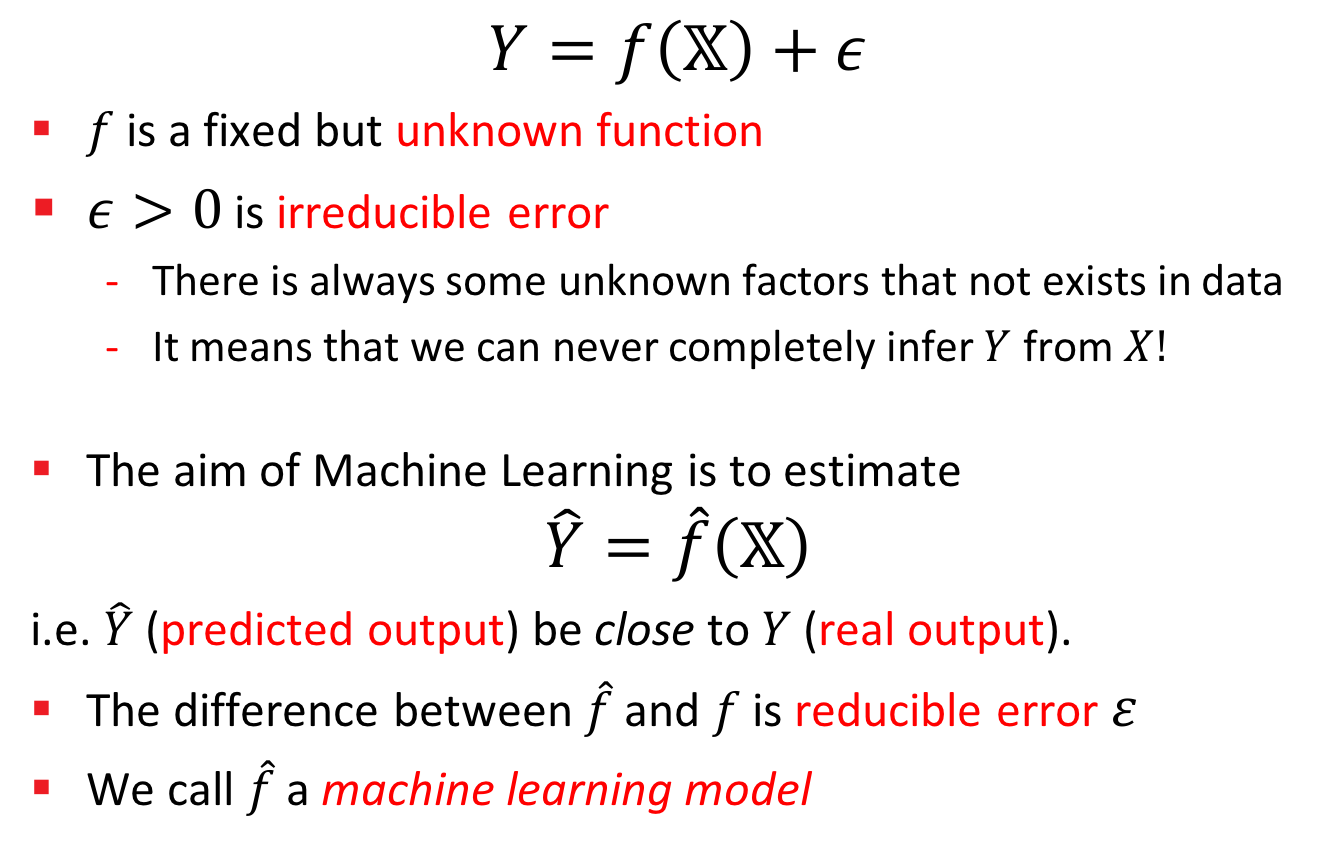 Y = f(𝕏) + ϵ
▪ f is a fixed but unknown function
▪ ϵ > 0 is irreducible error
- There is always some unknown factors that not exists in data
- It means that we can never completely infer Y from X!
▪ The aim of Machine Learning is to estimate
Ŷ = f̂(𝕏)
i.e. Ŷ (predicted output) be close to Y (real output).
▪ The difference between f̂ and f is reducible error ε
▪ We call f̂ a machine learning model